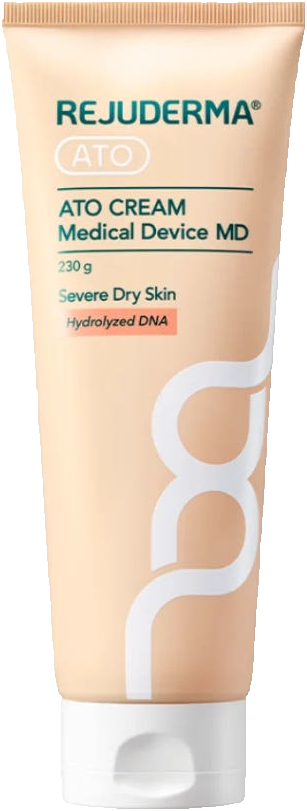 REJUDERMA®
ATO
ATO CREAM
Medical Device MD
230 g
Severe Dry Skin
Hydrolyzed DNA